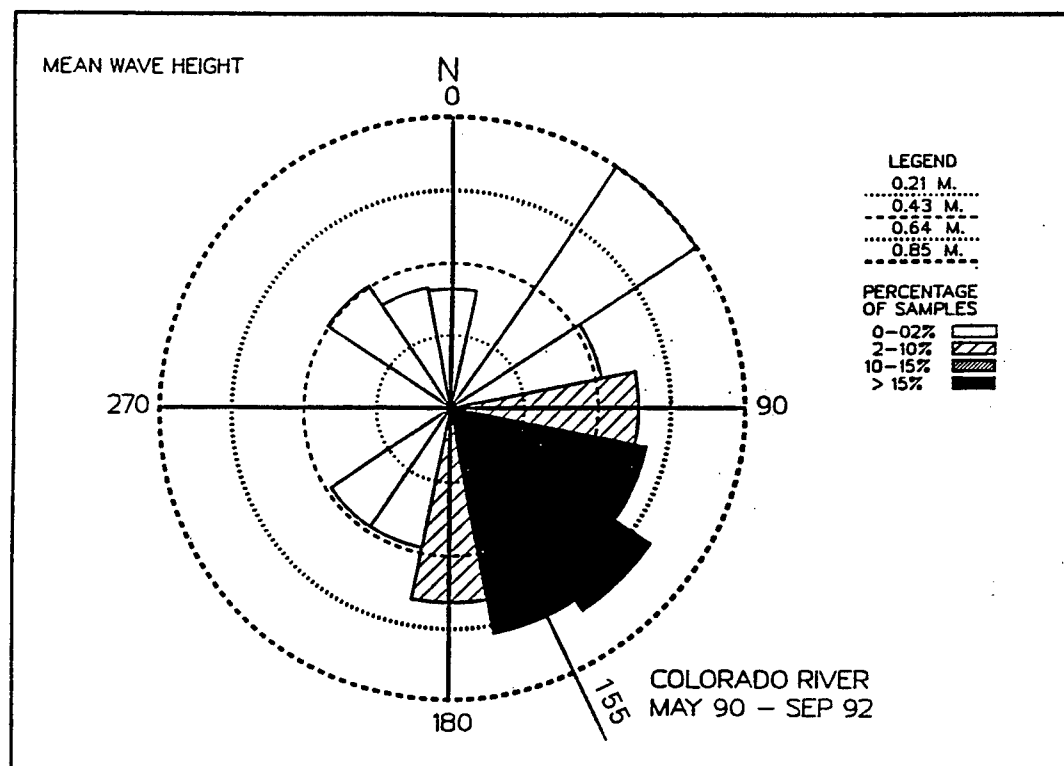 MEAN WAVE HEIGHT
N
0
LEGEND
0.21 M.
0.43 M.
0.64 M.
0.85 M.
PERCENTAGE
OF SAMPLES
0-02%
2-10%
10-15%
> 15%
270
90
180
155
COLORADO RIVER
MAY 90 - SEP 92